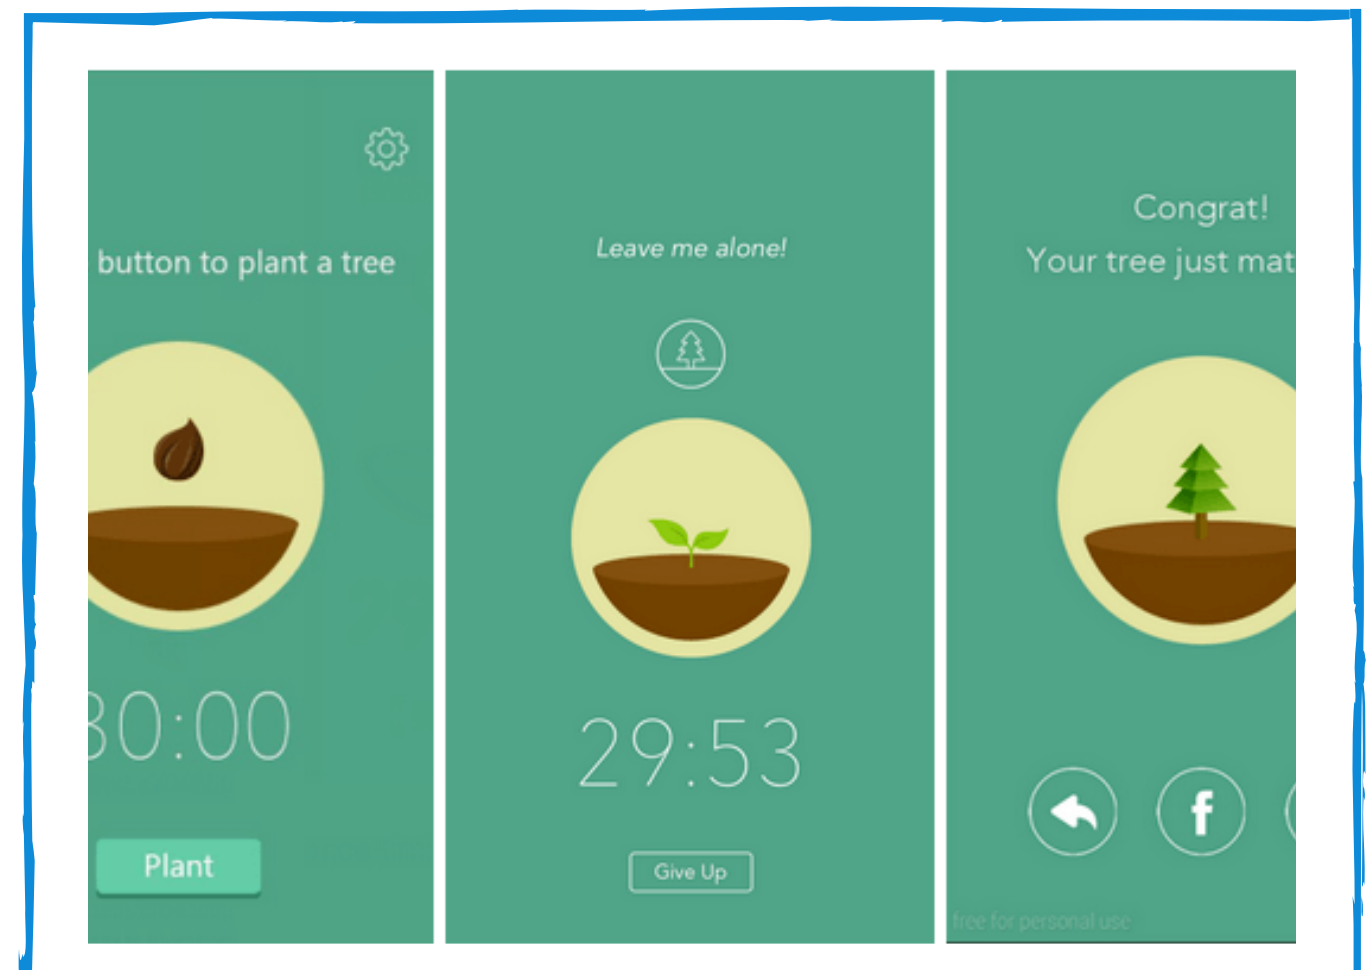 button to plant a tree
30:00
Plant
Leave me alone!
29:53
Give Up
Congrat!
Your tree just mat
f
free for personal use